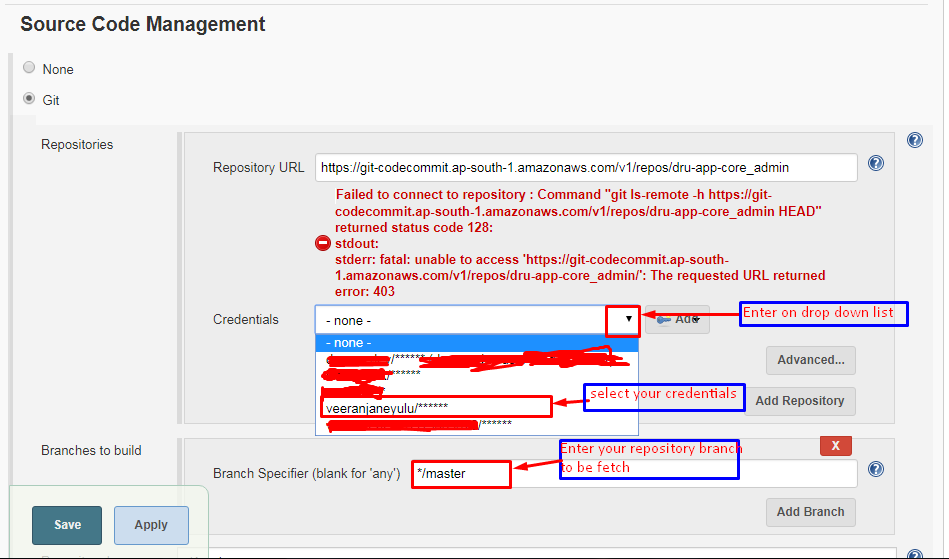 Source Code Management
None
Git
Repositories
Repository URL https://git-codecommit.ap-south-1.amazonaws.com/v1/repos/dru-app-core_admin
Failed to connect to repository : Command "git ls-remote -h https://git-
codecommit.ap-south-1.amazonaws.com/v1/repos/dru-app-core_admin HEAD"
returned status code 128:
stdout:
stderr: fatal: unable to access 'https://git-codecommit.ap-south-
1.amazonaws.com/v1/repos/dru-app-core_admin/': The requested URL returned
error: 403
Credentials - none - Add Enter on drop down list
- none -
/******
/******
Advanced...
veeranjaneyulu/****** select your credentials Add Repository
/******
Branches to build
X
Enter your repository branch
to be fetch
Branch Specifier (blank for 'any') */master
Add Branch
Save Apply